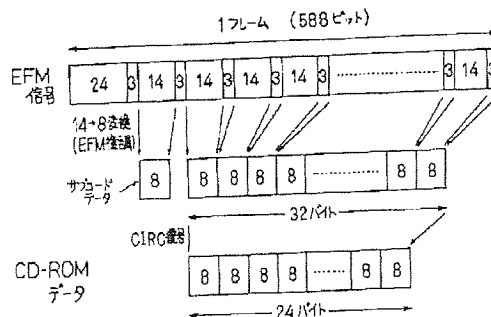 1フレーム (588ビット)
EFM
信号
24 3 14 3 14 3 14 3 14 3 3 14 3
14→8変換
(EFM復調)
サブコード
データ
8 8 8 8 8 8 8
32バイト
CIRC復号
CD-ROM
データ
8 8 8 8 8 8
24バイト